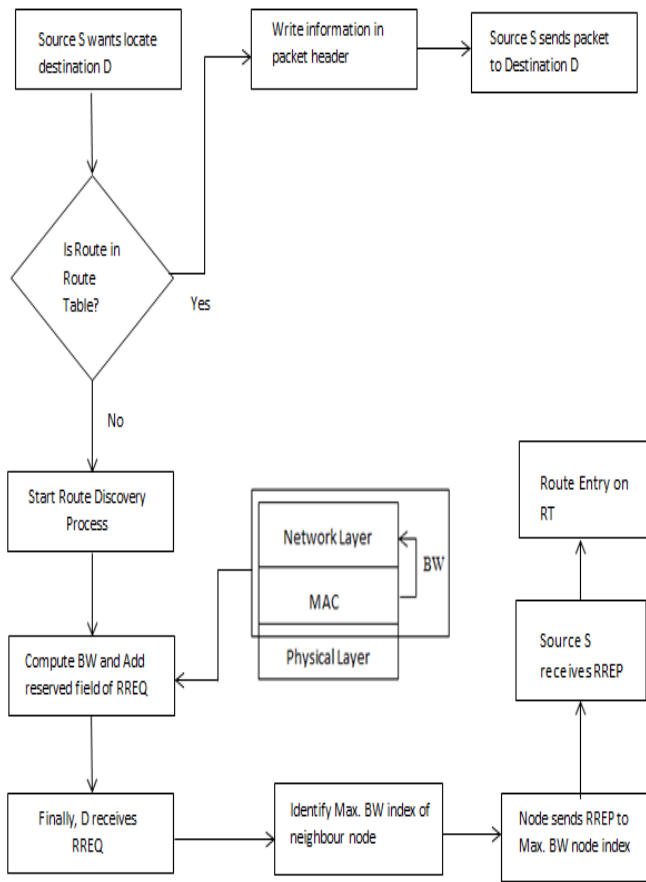 Source S wants locate
destination D
Write information in
packet header
Source S sends packet
to Destination D
Is Route in
Route
Table?
Yes
No
Start Route Discovery
Process
Network Layer
MAC
BW
Physical Layer
Route Entry on
RT
Compute BW and Add
reserved field of RREQ
Source S
receives RREP
Finally, D receives
RREQ
Identify Max. BW index of
neighbour node
Node sends RREP to
Max. BW node index